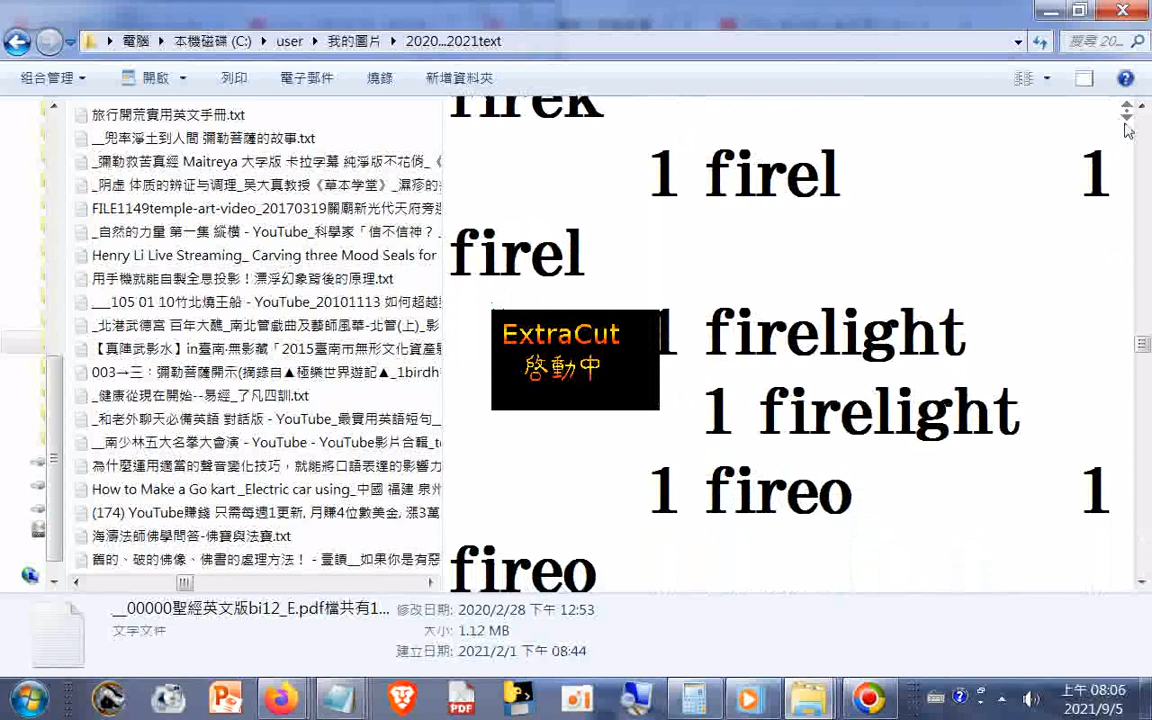 電腦 本機磁碟 (C:) user 我的圖片 2020...2021text
搜尋 20...
組合管理 開啟 列印 電子郵件 燒錄 新增資料夾
旅行開荒實用英文手冊.txt
__兜率淨土到人間 彌勒菩薩的故事.txt
_彌勒救苦真經 Maitreya 大字版 卡拉字幕 純淨版不花俏_《
_阴虚 体质的辨证与调理_吴大真教授《草本学堂》_濕疹的
FILE1149temple-art-video_20170319關廟新光代天府旁
_自然的力量 第一集 縱橫 - YouTube_科學家「信不信神？
Henry Li Live Streaming_ Carving three Mood Seals for
用手機就能自製全息投影！漂浮幻象背後的原理.txt
___105 01 10竹北燒王船 - YouTube_20101113 如何超越
_北港武德宮 百年大醮_南北管戲曲及藝師風華-北管(上)_影
【真陣武影水】in臺南·無影藏「2015臺南市無形文化資產
003→三：彌勒菩薩開示(摘錄自▲極樂世界遊記▲_1birdh
_健康從現在開始--易經_了凡四訓.txt
_和老外聊天必備英語 對話版 - YouTube_最實用英語短句
__南少林五大名拳大會演 - YouTube - YouTube影片合輯_t
為什麼運用適當的聲音變化技巧，就能將口語表達的影響力
How to Make a Go kart _Electric car using_中國 福建 泉州
(174) YouTube賺錢 只需每週1更新, 月賺4位數美金, 漲3萬
海濤法師佛學問答-佛寶與法寶.txt
舊的、破的佛像、佛書的處理方法！ - 壹讀__如果你是有惡
firek
1 firel 1
firel
1 firelight
1 firelight
1 fireo 1
fireo
ExtraCut
啓動中
__00000聖經英文版bi12_E.pdf檔共有1...
文字文件
修改日期: 2020/2/28 下午 12:53
大小: 1.12 MB
建立日期: 2021/2/1 下午 08:44
上午 08:06
2021/9/5